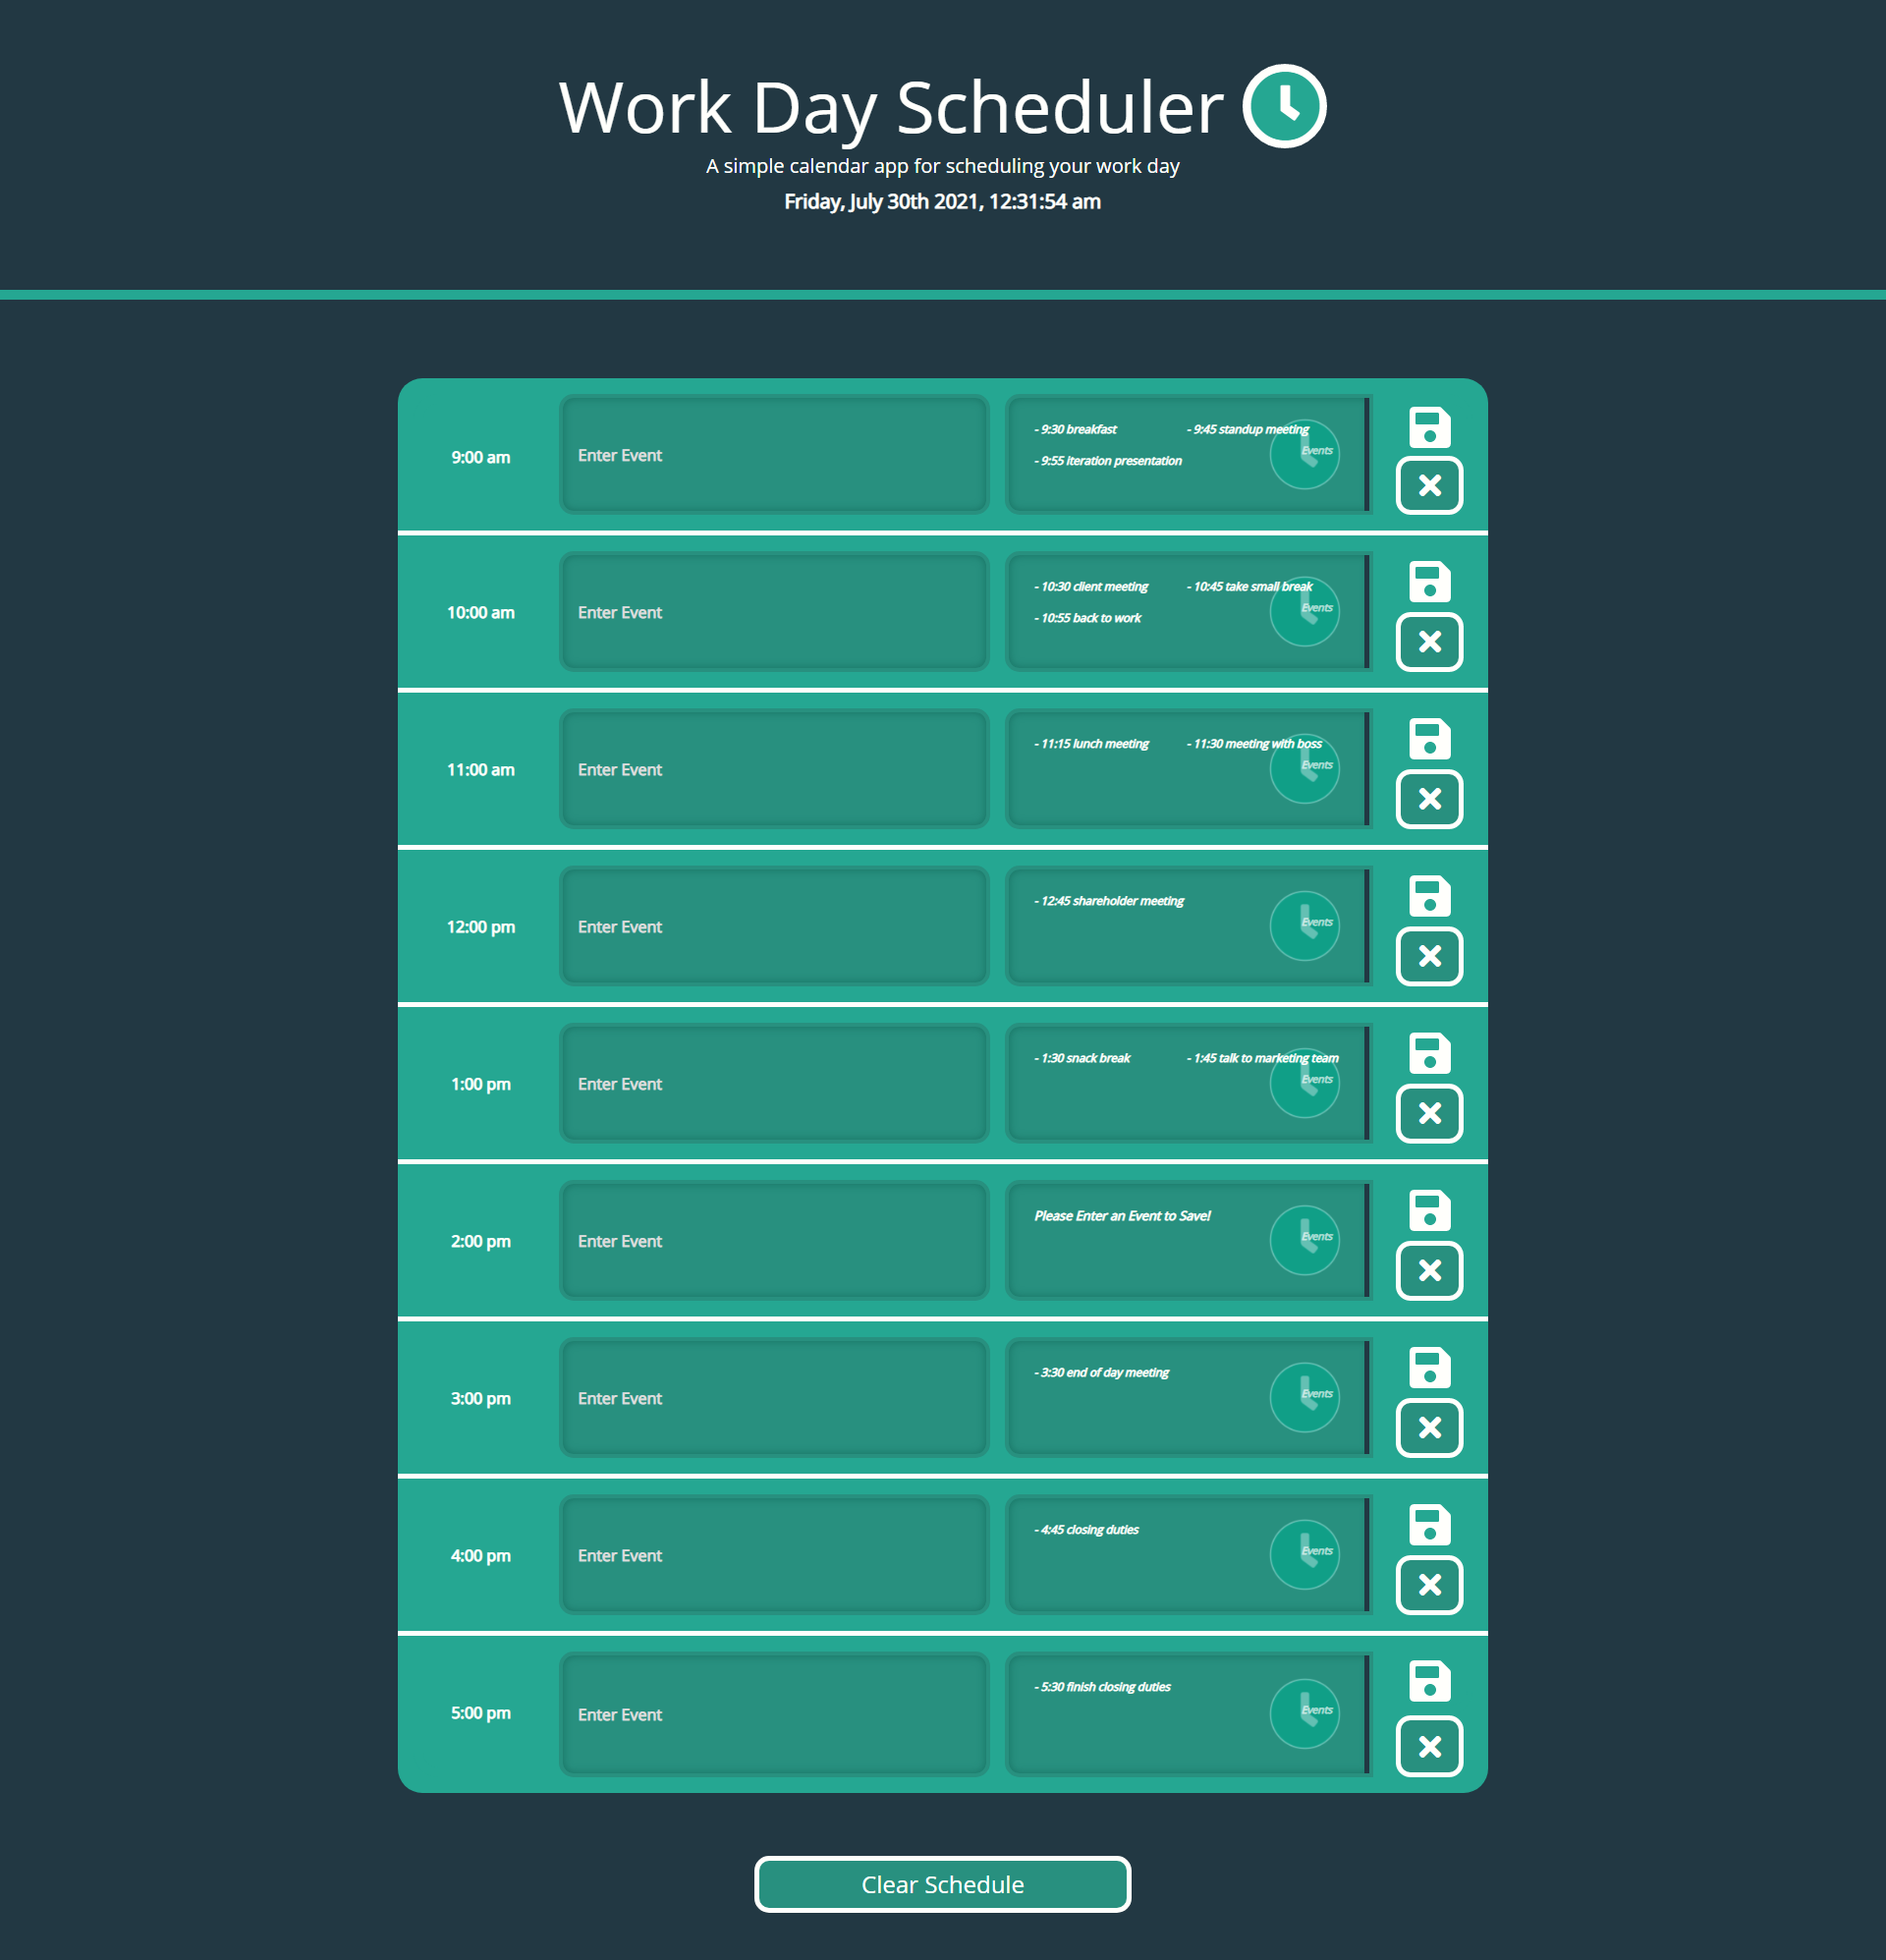 Work Day Scheduler
A simple calendar app for scheduling your work day
Friday, July 30th 2021, 12:31:54 am
9:00 am
Enter Event
- 9:30 breakfast
- 9:45 standup meeting
- 9:55 iteration presentation
Events
10:00 am
Enter Event
- 10:30 client meeting
- 10:45 take small break
- 10:55 back to work
Events
11:00 am
Enter Event
- 11:15 lunch meeting
- 11:30 meeting with boss
Events
12:00 pm
Enter Event
- 12:45 shareholder meeting
Events
1:00 pm
Enter Event
- 1:30 snack break
- 1:45 talk to marketing team
Events
2:00 pm
Enter Event
Please Enter an Event to Save!
Events
3:00 pm
Enter Event
- 3:30 end of day meeting
Events
4:00 pm
Enter Event
- 4:45 closing duties
Events
5:00 pm
Enter Event
- 5:30 finish closing duties
Events
Clear Schedule